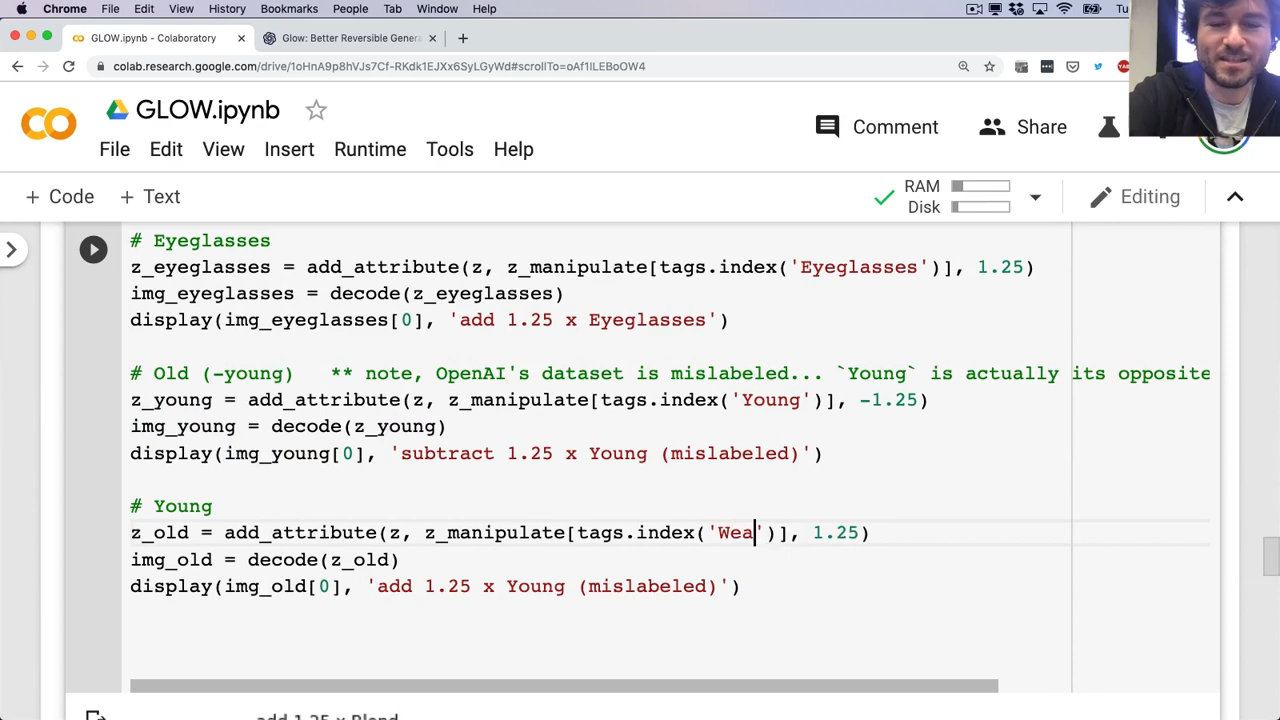 Chrome File Edit View History Bookmarks People Tab Window Help Tu
GLOW.ipynb - Colaboratory Glow: Better Reversible Genera
colab.research.google.com/drive/1oHnA9p8hVJs7Cf-RKdk1EJXx6SyLGyWd#scrollTo=oAf1ILEBoOW4
GLOW.ipynb
Comment Share
File Edit View Insert Runtime Tools Help
+ Code + Text RAM Disk Editing
# Eyeglasses
z_eyeglasses = add_attribute(z, z_manipulate[tags.index('Eyeglasses')], 1.25)
img_eyeglasses = decode(z_eyeglasses)
display(img_eyeglasses[0], 'add 1.25 x Eyeglasses')
# Old (-young) ** note, OpenAI's dataset is mislabeled... `Young` is actually its opposite
z_young = add_attribute(z, z_manipulate[tags.index('Young')], -1.25)
img_young = decode(z_young)
display(img_young[0], 'subtract 1.25 x Young (mislabeled)')
# Young
z_old = add_attribute(z, z_manipulate[tags.index('Wea')], 1.25)
img_old = decode(z_old)
display(img_old[0], 'add 1.25 x Young (mislabeled)')
add 1.25 x Blond